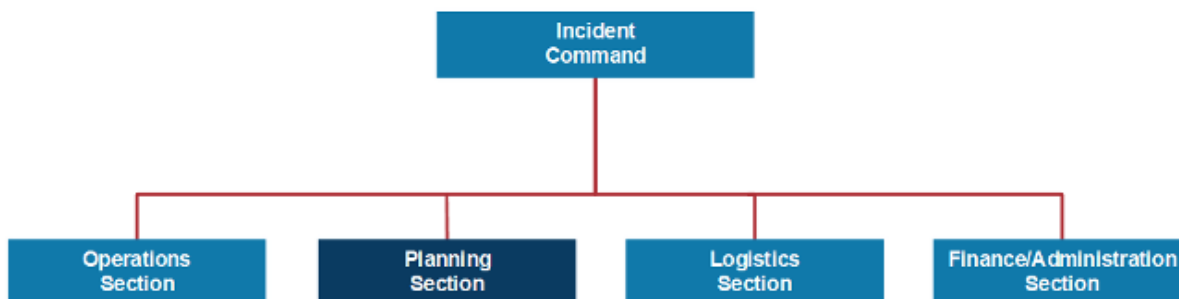 Incident
Command
Operations
Section
Planning
Section
Logistics
Section
Finance/Administration
Section